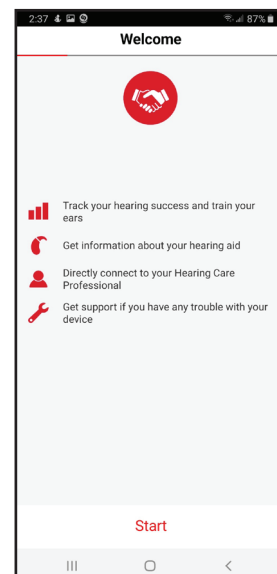 2:37 87%
Welcome
Track your hearing success and train your
ears
Get information about your hearing aid
Directly connect to your Hearing Care
Professional
Get support if you have any trouble with your
device
Start